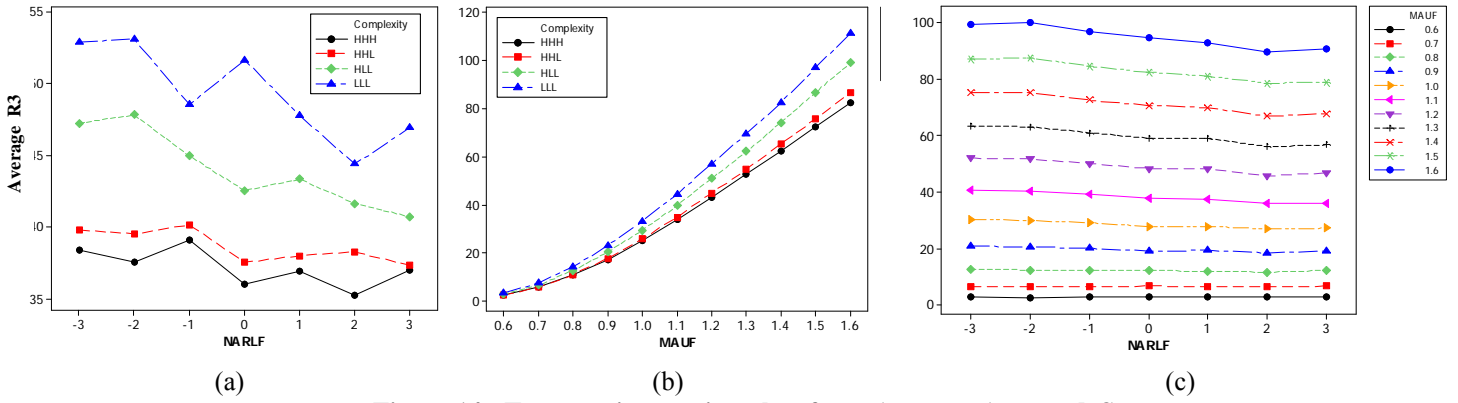 Average R3
55
50
45
40
35
Complexity
HHH
HHL
HLL
LLL
-3 -2 -1 0 1 2 3
NARLF
(a)
120
100
80
60
40
20
0
Complexity
HHH
HHL
HLL
LLL
0.6 0.7 0.8 0.9 1.0 1.1 1.2 1.3 1.4 1.5 1.6
MAUF
(b)
100
80
60
40
20
0
-3 -2 -1 0 1 2 3
NARLF
(c)
MAUF
0.6
0.7
0.8
0.9
1.0
1.1
1.2
1.3
1.4
1.5
1.6